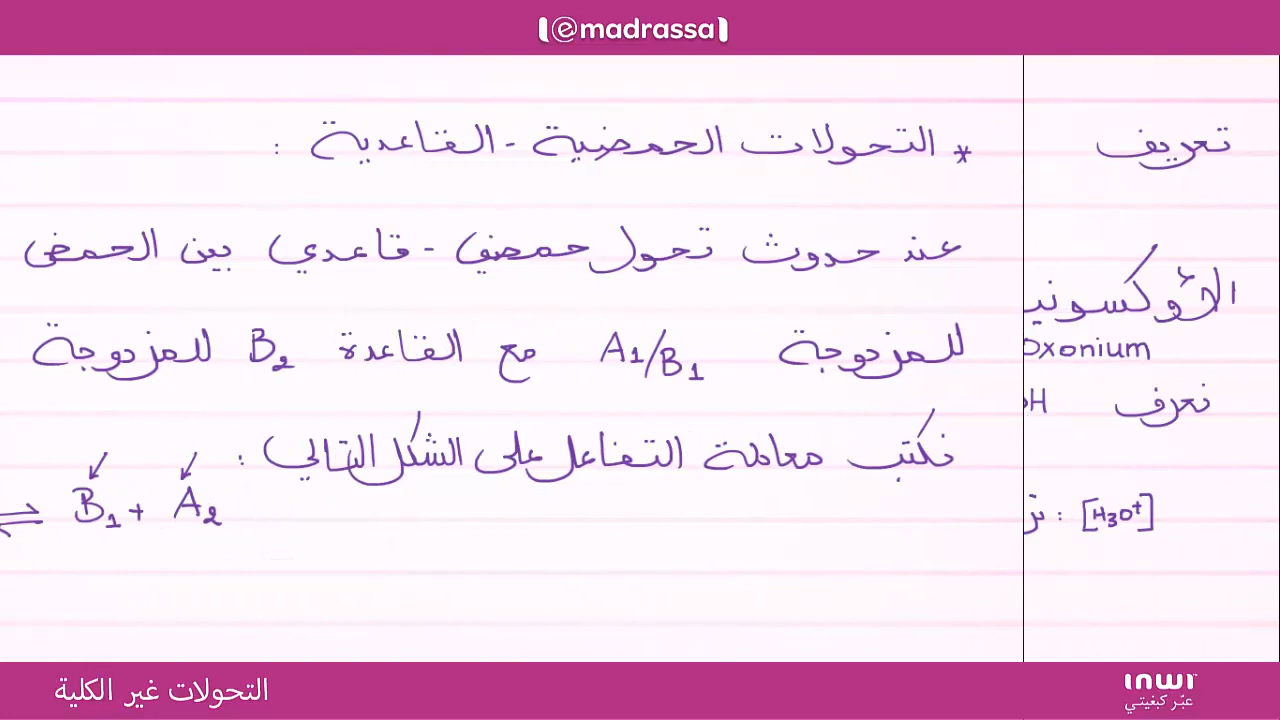 emadrassa
* التحولات الحمضية - القاعدية :
عند حدوث تحول حمضي - قاعدي بين الحمض
للمزدوجة A1/B1 مع القاعدة B2 للمزدوجة
نكتب معادلة التفاعل على الشكل التالي :
⇌ B1 + A2
تعريف
الأوكسوني
Oxonium
نعرف H
[H3O+] :
التحولات غير الكلية
inwi
عبّر كبغيتي